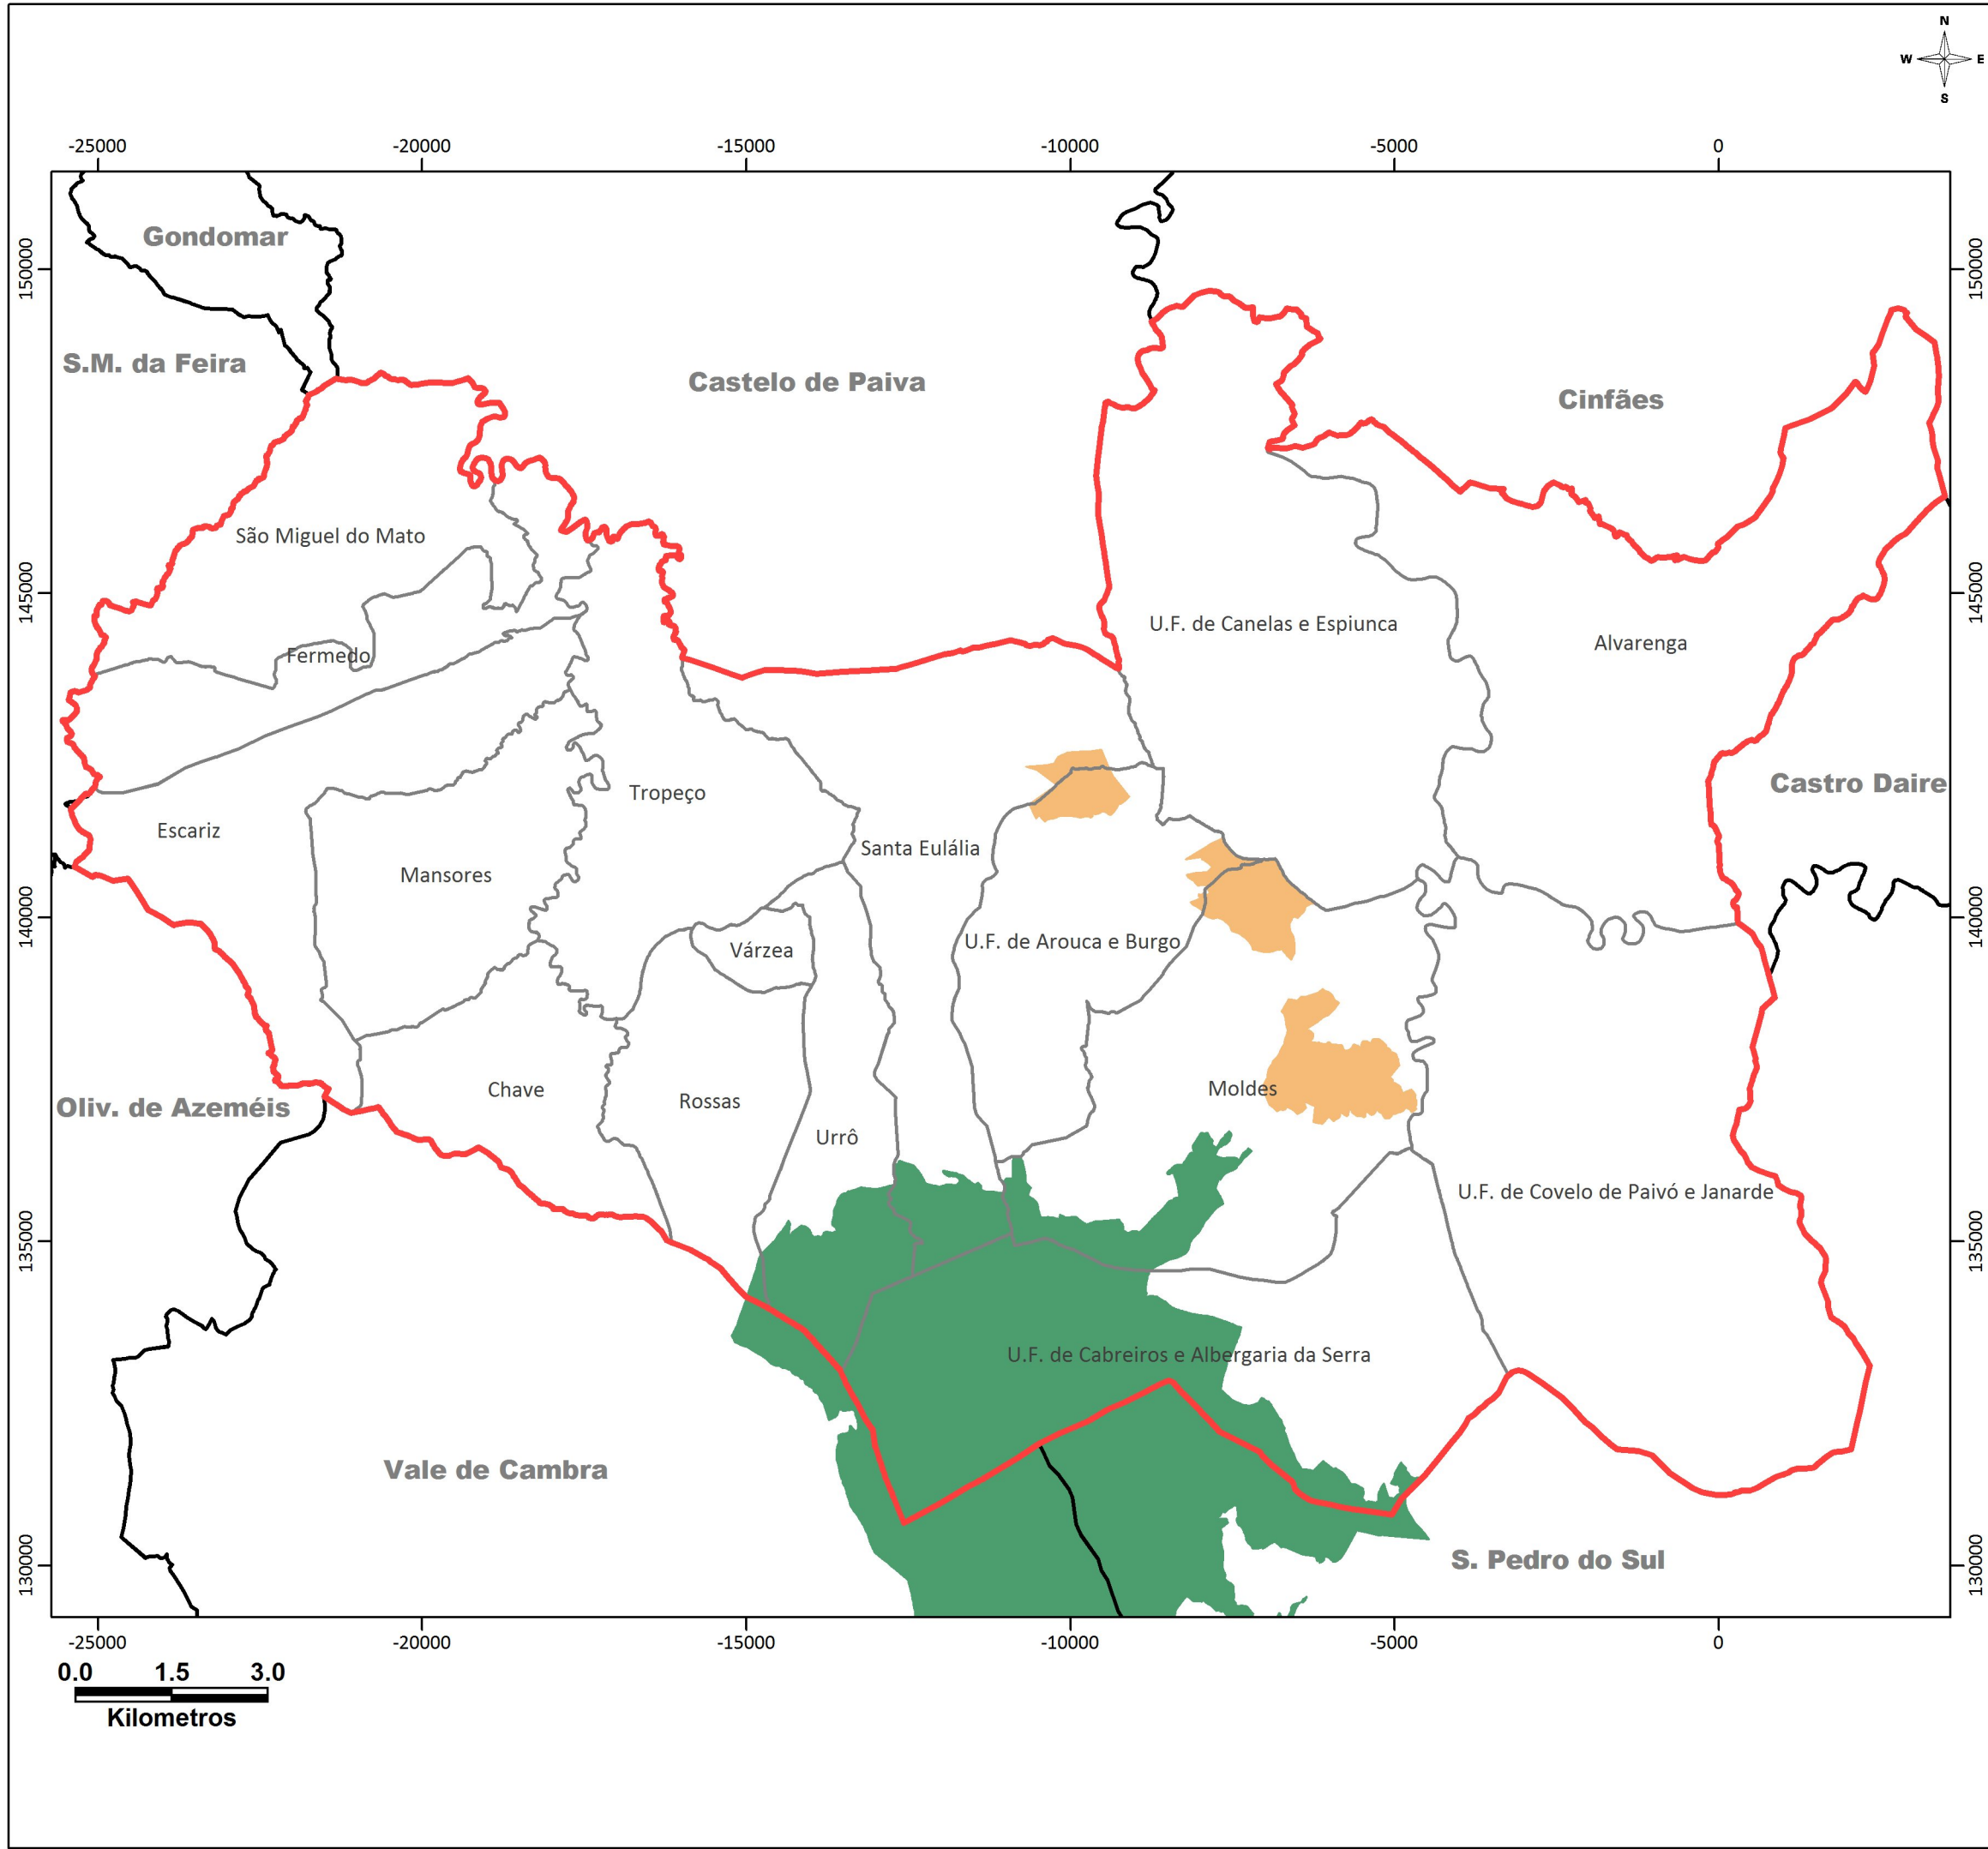 N
W E
S
-25000 -20000 -15000 -10000 -5000 0
Gondomar
150000
150000
S.M. da Feira
Castelo de Paiva
Cinfães
São Miguel do Mato
145000
145000
U.F. de Canelas e Espiunca
Alvarenga
Fermedo
Castro Daire
Tropeço
Escariz
Santa Eulália
Mansores
140000
140000
U.F. de Arouca e Burgo
Várzea
Moldes
Chave
Rossas
Oliv. de Azeméis
Urrô
U.F. de Covelo de Paivó e Janarde
135000
135000
U.F. de Cabreiros e Albergaria da Serra
Vale de Cambra
S. Pedro do Sul
130000
130000
-25000 -20000 -15000 -10000 -5000 0
0.0 1.5 3.0
Kilometros